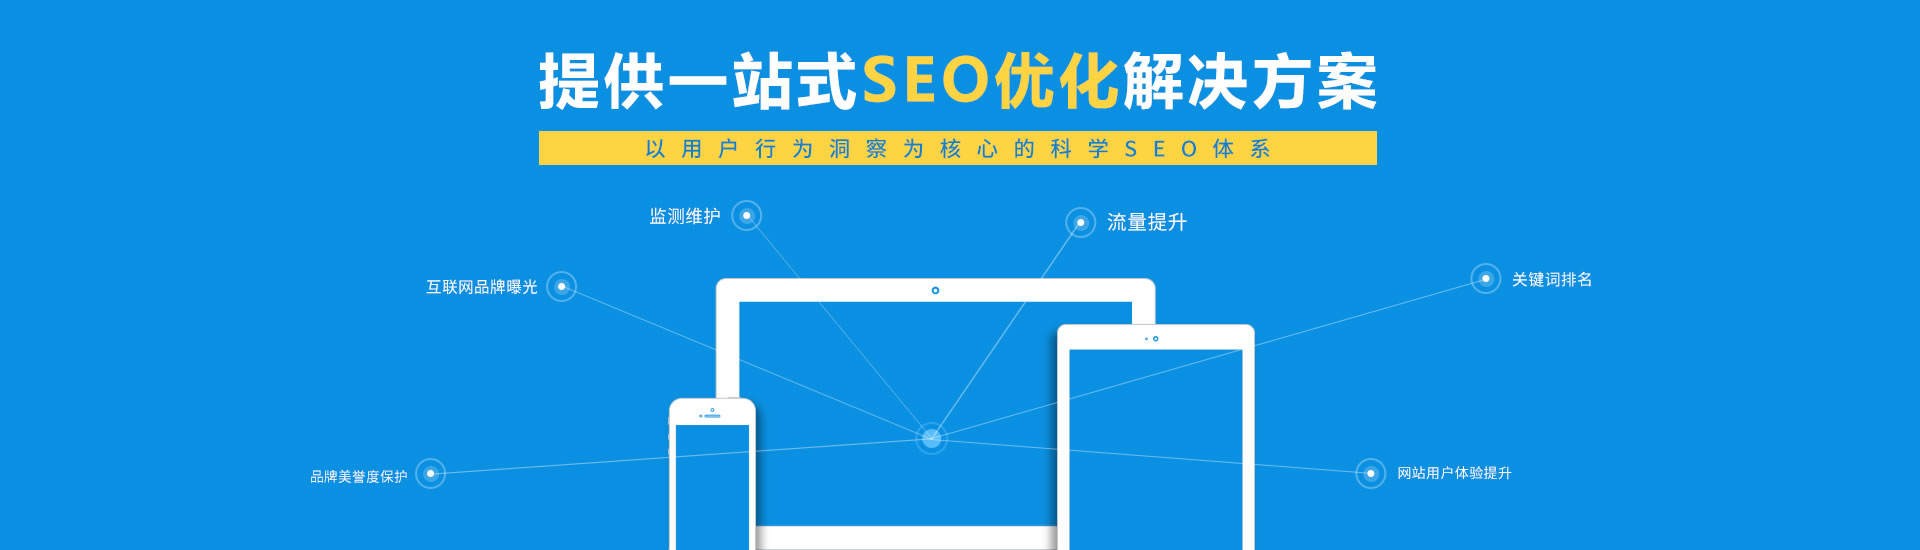 提供一站式SEO优化解决方案
以用户行为洞察为核心的科学SEO体系
监测维护
流量提升
互联网品牌曝光
关键词排名
品牌美誉度保护
网站用户体验提升